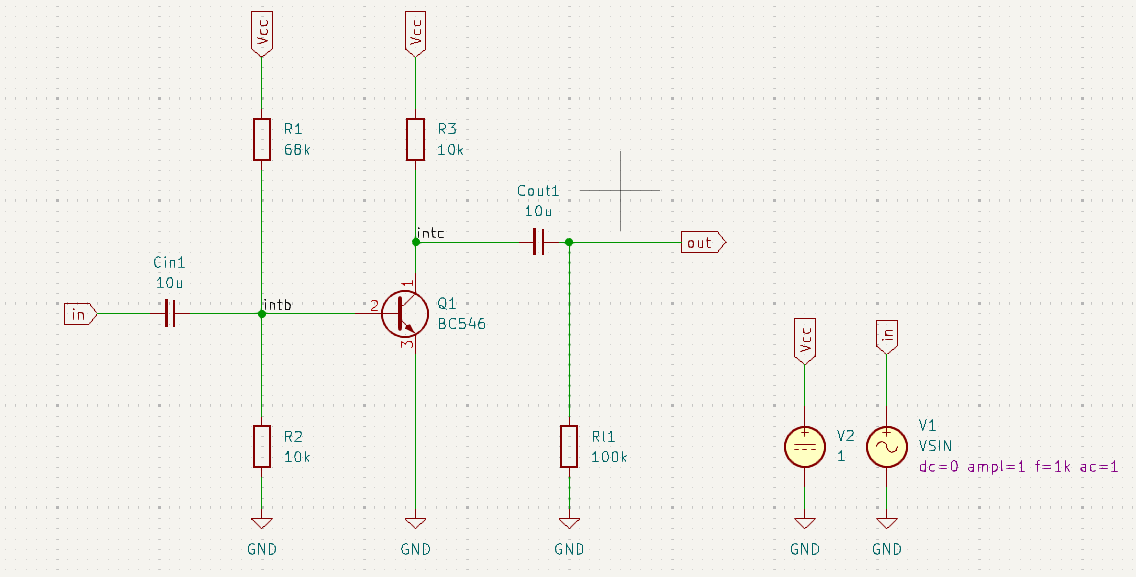 Vcc
Vcc
R1
68k
R3
10k
Cout1
10u
intc
out
Cin1
10u
in
intb
1
2
Q1
BC546
3
Vcc
in
R2
10k
Rl1
100k
V2
1
V1
VSIN
dc=0 ampl=1 f=1k ac=1
+
+
GND
GND
GND
GND
GND